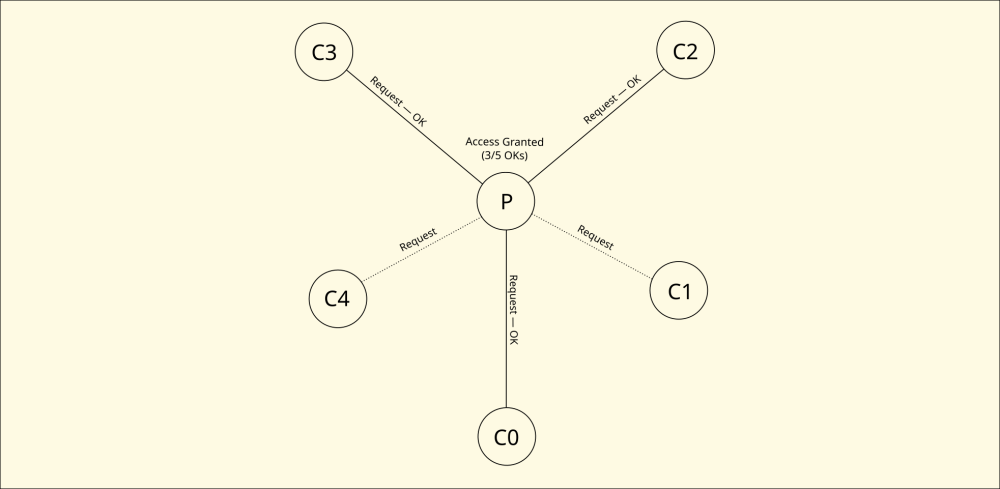 C3
C2
Request — OK
Request — OK
Access Granted
(3/5 OKs)
P
Request
Request
C4
C1
Request — OK
C0